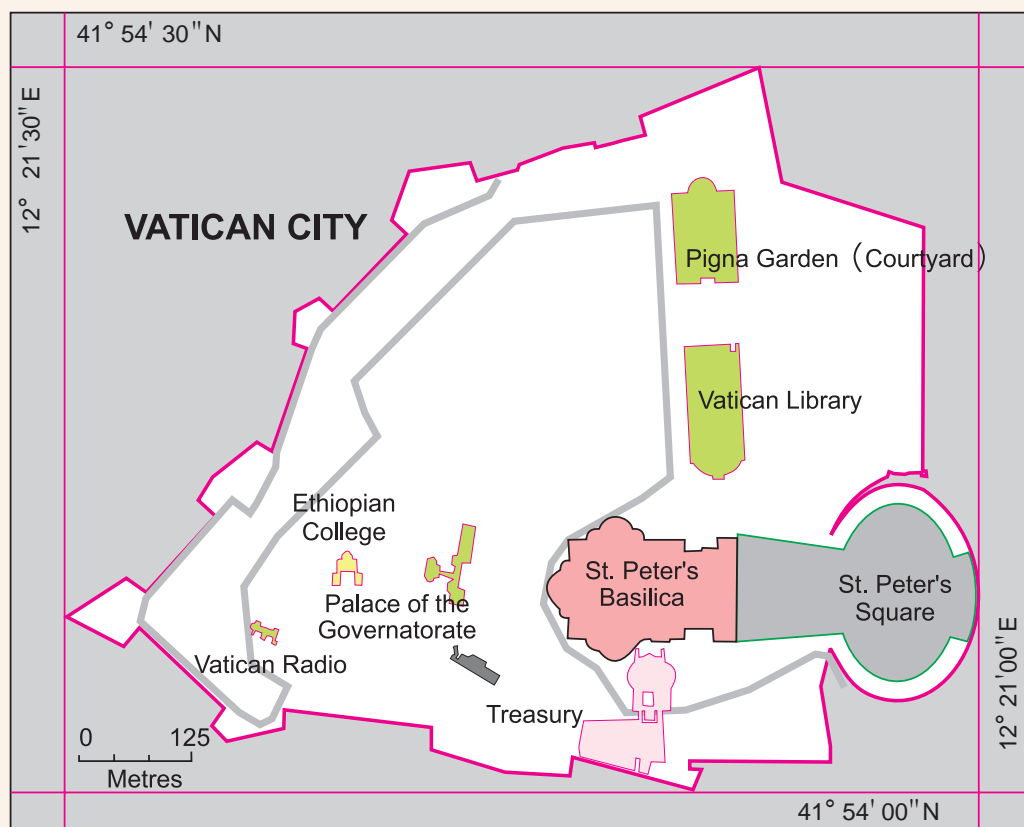 41° 54' 30" N
12° 21' 30" E
VATICAN CITY
Pigna Garden (Courtyard)
Vatican Library
Ethiopian
College
St. Peter's
Basilica
St. Peter's
Square
Palace of the
Governatorate
Vatican Radio
Treasury
0 125
Metres
12° 21' 00" E
41° 54' 00" N